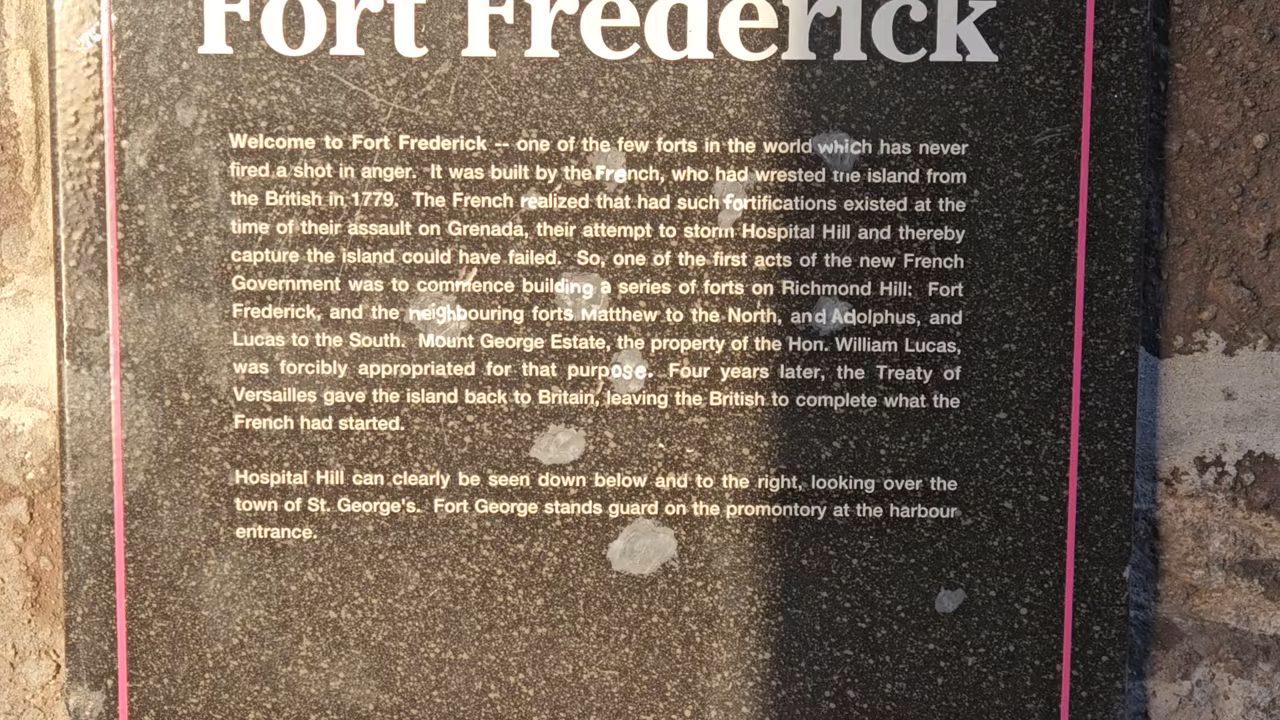 Fort Frederick
Welcome to Fort Frederick -- one of the few forts in the world which has never
fired a shot in anger. It was built by the French, who had wrested the island from
the British in 1779. The French realized that had such fortifications existed at the
time of their assault on Grenada, their attempt to storm Hospital Hill and thereby
capture the island could have failed. So, one of the first acts of the new French
Government was to commence building a series of forts on Richmond Hill: Fort
Frederick, and the neighbouring forts Matthew to the North, and Adolphus, and
Lucas to the South. Mount George Estate, the property of the Hon. William Lucas,
was forcibly appropriated for that purpose. Four years later, the Treaty of
Versailles gave the island back to Britain, leaving the British to complete what the
French had started.
Hospital Hill can clearly be seen down below and to the right, looking over the
town of St. George's. Fort George stands guard on the promontory at the harbour
entrance.